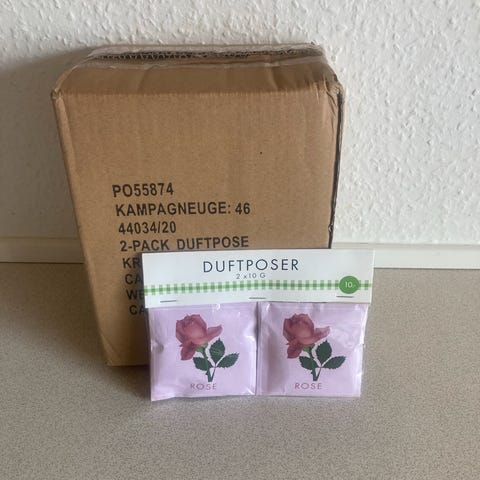 PO55874
KAMPAGNEUGE: 46
44034/20
2-PACK DUFTPOSE
DUFTPOSER
2 x 10 G
10,-
ROSE
ROSE